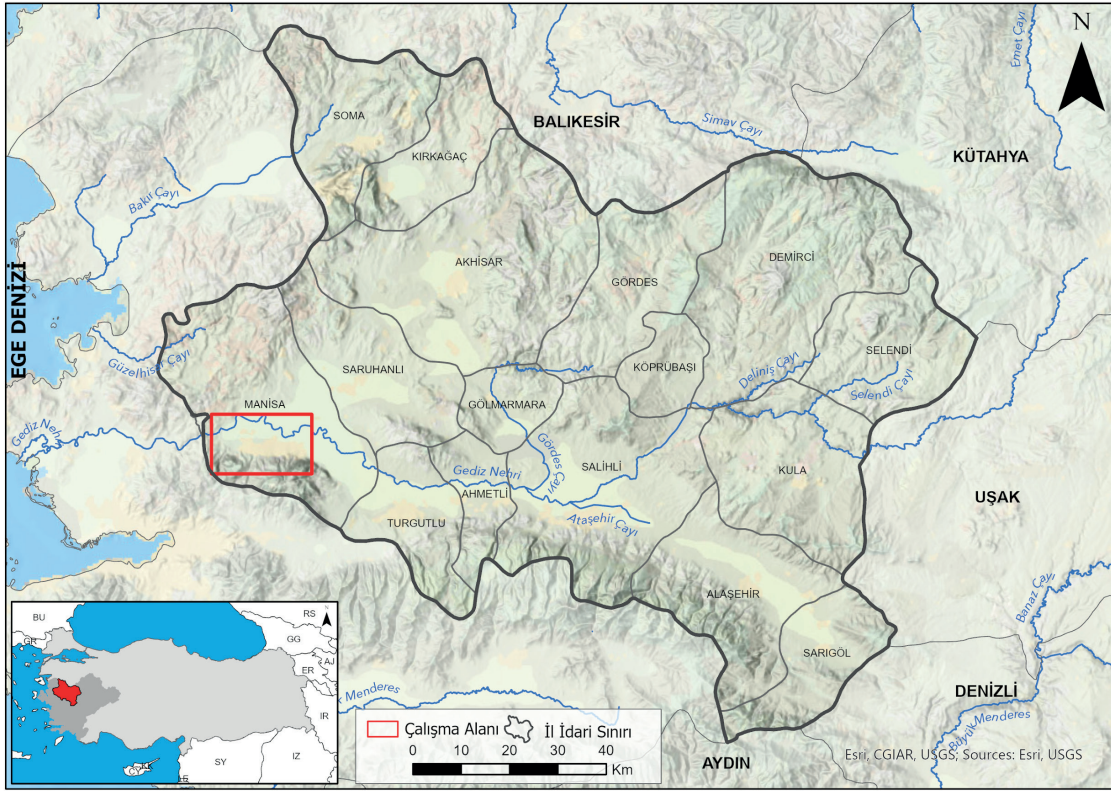 N
Emet Çayı
SOMA
BALIKESİR
Simav Çayı
KÜTAHYA
KIRKAĞAÇ
Bakır Çayı
EGE DENİZİ
AKHİSAR
GÖRDES
DEMİRCİ
Güzelhisar Çayı
SARUHANLI
KÖPRÜBAŞI
Deliniş Çayı
SELENDİ
Selendi Çayı
MANİSA
GÖLMARMARA
Gediz Neh.
Gördes Çayı
SALİHLİ
Gediz Nehri
KULA
AHMETLİ
UŞAK
TURGUTLU
Ataşehir Çayı
Banaz Çayı
ALAŞEHİR
SARIGÖL
DENİZLİ
Büyük Menderes
Menderes
AYDIN
BU
GR
RS
GG
ER
AJ
IR
SY
IZ
CY
Çalışma Alanı
İl İdari Sınırı
0 10 20 30 40
Km
Esri, CGIAR, USGS; Sources: Esri, USGS